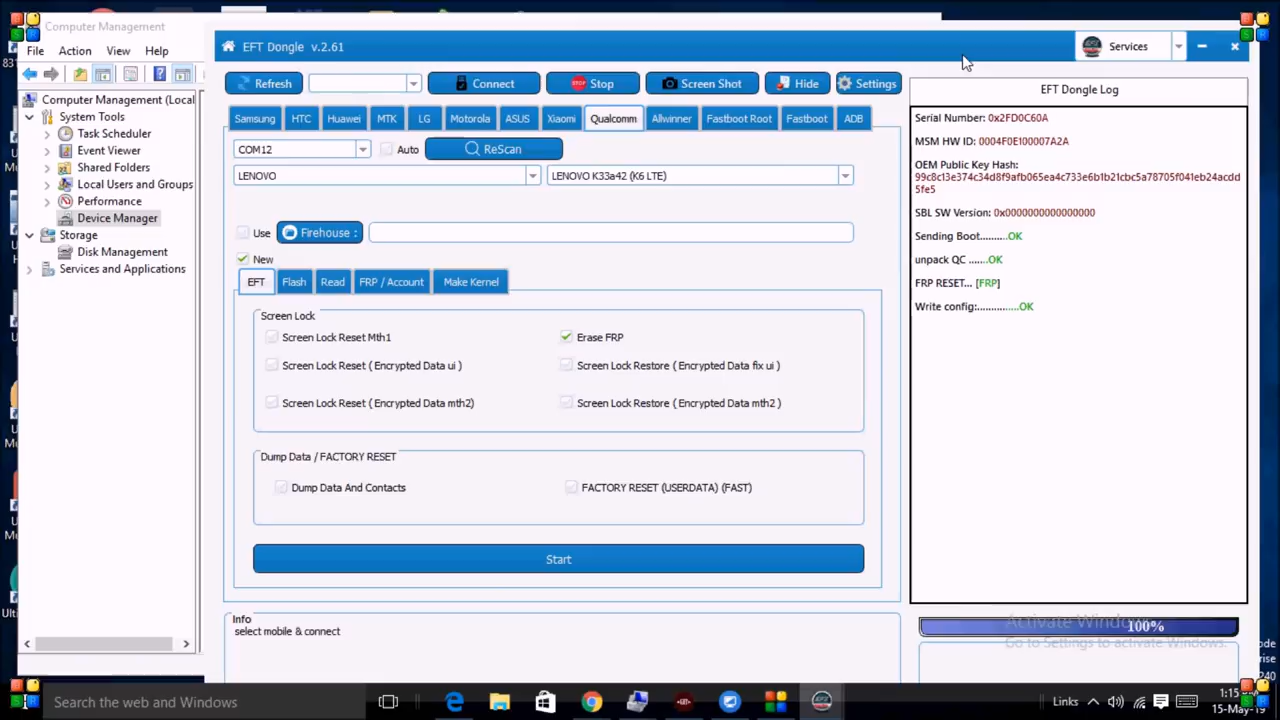 Computer Management
File Action View Help
Computer Management (Local
System Tools
Task Scheduler
Event Viewer
Shared Folders
Local Users and Groups
Performance
Device Manager
Storage
Disk Management
Services and Applications
EFT Dongle v.2.61
Services
Refresh
Connect
Stop
Screen Shot
Hide
Settings
Samsung HTC Huawei MTK LG Motorola ASUS Xiaomi Qualcomm Allwinner Fastboot Root Fastboot ADB
COM12 Auto ReScan
LENOVO LENOVO K33a42 (K6 LTE)
Use Firehouse :
New
EFT Flash Read FRP / Account Make Kernel
Screen Lock
Screen Lock Reset Mth1 Erase FRP
Screen Lock Reset ( Encrypted Data ui ) Screen Lock Restore ( Encrypted Data fix ui )
Screen Lock Reset ( Encrypted Data mth2) Screen Lock Restore ( Encrypted Data mth2 )
Dump Data / FACTORY RESET
Dump Data And Contacts FACTORY RESET (USERDATA) (FAST)
Start
Info
select mobile & connect
EFT Dongle Log
Serial Number: 0x2FD0C60A
MSM HW ID: 0004F0E100007A2A
OEM Public Key Hash:
99c8c13e374c34d8f9afb065ea4c733e6b1b21cbc5a78705f041eb24acdd
5fe5
SBL SW Version: 0x0000000000000000
Sending Boot.........OK
unpack QC ......OK
FRP RESET... [FRP]
Write config:..............OK
100%
Go to Settings to activate Windows.
Search the web and Windows
Links
1:15
15-May-19